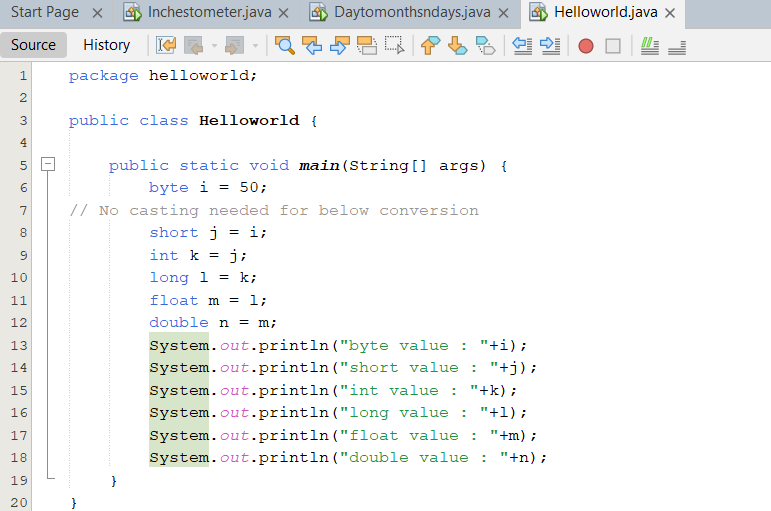 Start Page Inchestometer.java Daytomonthsndays.java Helloworld.java
Source History
1 package helloworld;
2
3 public class Helloworld {
4
5 public static void main(String[] args) {
6 byte i = 50;
7 // No casting needed for below conversion
8 short j = i;
9 int k = j;
10 long l = k;
11 float m = l;
12 double n = m;
13 System.out.println("byte value : "+i);
14 System.out.println("short value : "+j);
15 System.out.println("int value : "+k);
16 System.out.println("long value : "+l);
17 System.out.println("float value : "+m);
18 System.out.println("double value : "+n);
19 }
20 }